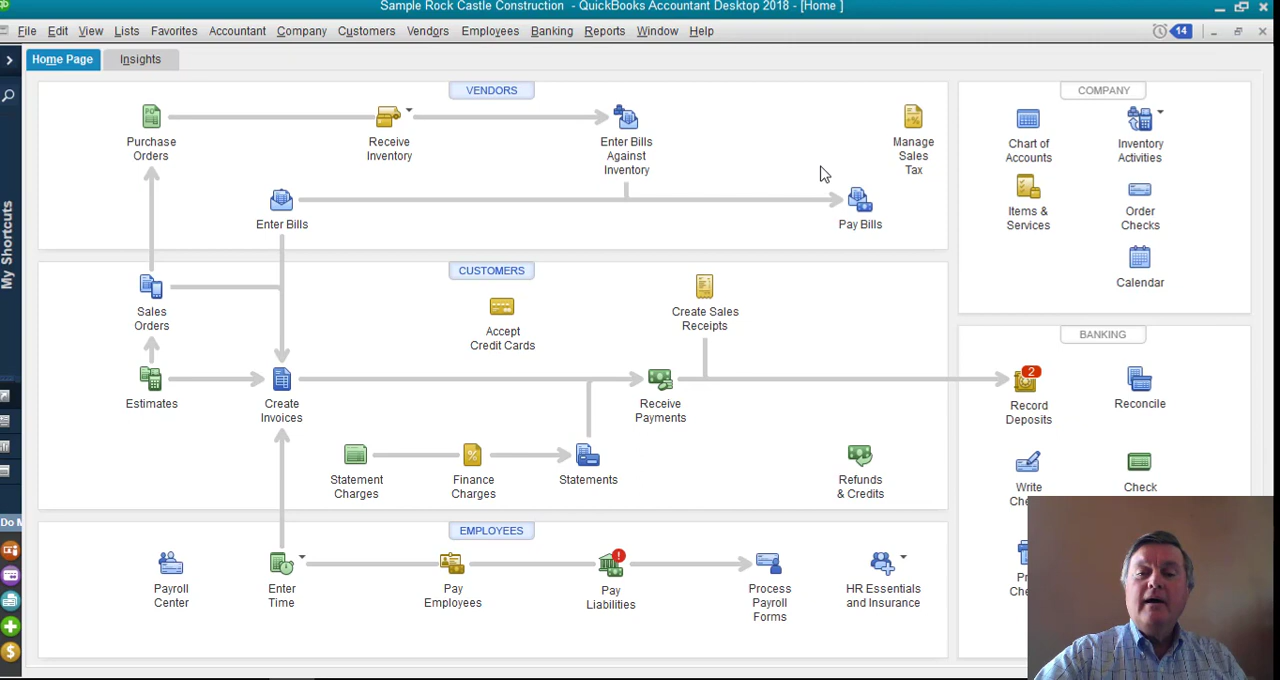 Sample Rock Castle Construction - QuickBooks Accountant Desktop 2018 - [Home ]
File Edit View Lists Favorites Accountant Company Customers Vendors Employees Banking Reports Window Help 14
Home Page Insights
My Shortcuts
Do M
VENDORS
Purchase
Orders
Receive
Inventory
Enter Bills
Against
Inventory
Manage
Sales
Tax
Enter Bills
Pay Bills
CUSTOMERS
Sales
Orders
Accept
Credit Cards
Create Sales
Receipts
Estimates
Create
Invoices
Receive
Payments
Statement
Charges
Finance
Charges
Statements
Refunds
& Credits
EMPLOYEES
Payroll
Center
Enter
Time
Pay
Employees
!
Pay
Liabilities
Process
Payroll
Forms
HR Essentials
and Insurance
COMPANY
Chart of
Accounts
Inventory
Activities
Items &
Services
Order
Checks
Calendar
BANKING
2
Record
Deposits
Reconcile
Write
Check